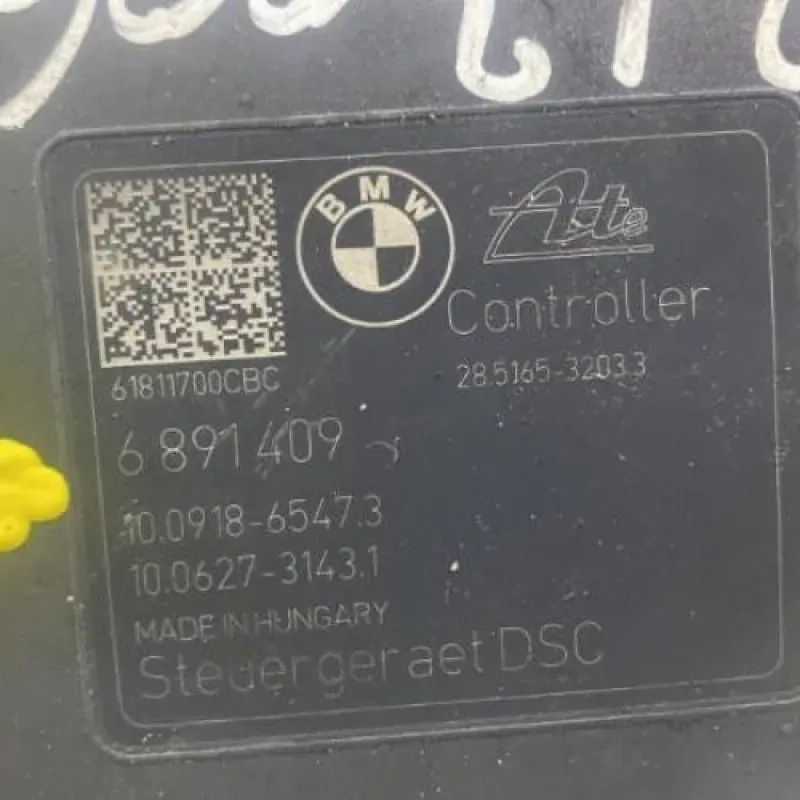 BMW
Ate
Controller
61811700CBC
28.5165-3203.3
6 891 409
10.0918-6547.3
10.0627-3143.1
MADE IN HUNGARY
Steuergeraet DSC